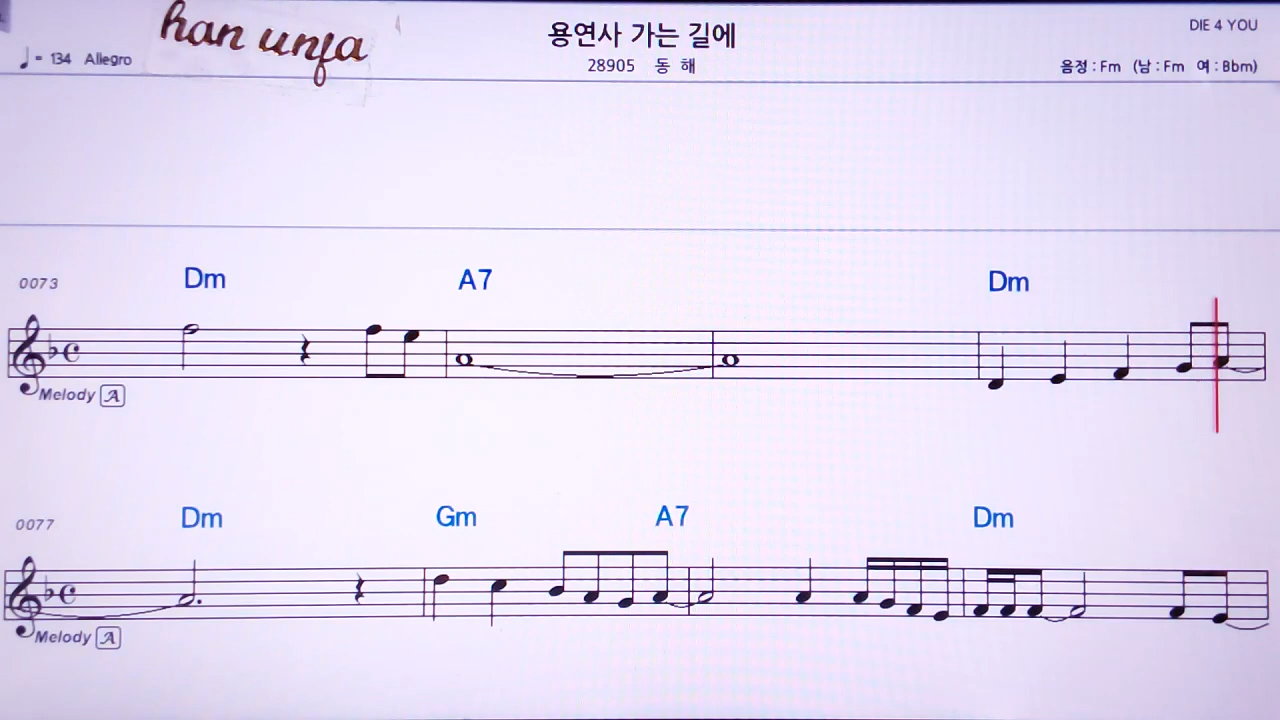 han unja
용연사 가는 길에
DIE 4 YOU
♩ = 134 Allegro
28905 동 해
음정 : Fm (남 : Fm 여 : Bbm)
0073 Dm A7 Dm
Melody A
0077 Dm Gm A7 Dm
Melody A